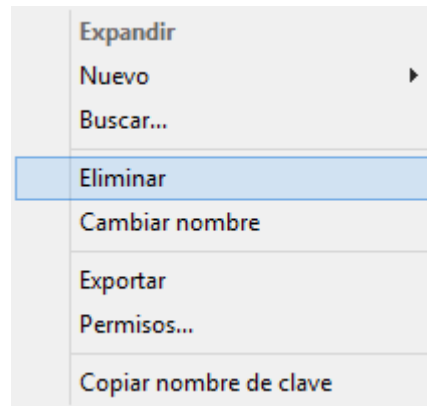 Expandir
Nuevo
Buscar...
Eliminar
Cambiar nombre
Exportar
Permisos...
Copiar nombre de clave